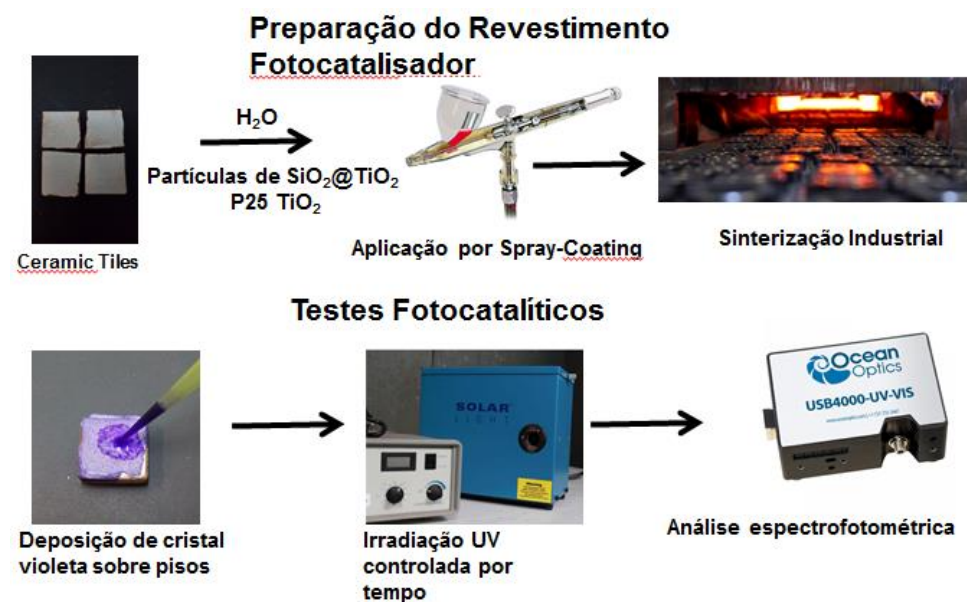 Preparação do Revestimento
Fotocatalisador
H₂O
Partículas de SiO₂@TiO₂
P25 TiO₂
Ceramic Tiles
Aplicação por Spray-Coating
Sinterização Industrial
Testes Fotocatalíticos
SOLAR
LIGHT
Ocean
Optics
USB4000-UV-VIS
Deposição de cristal
violeta sobre pisos
Irradiação UV
controlada por
tempo
Análise espectrofotométrica